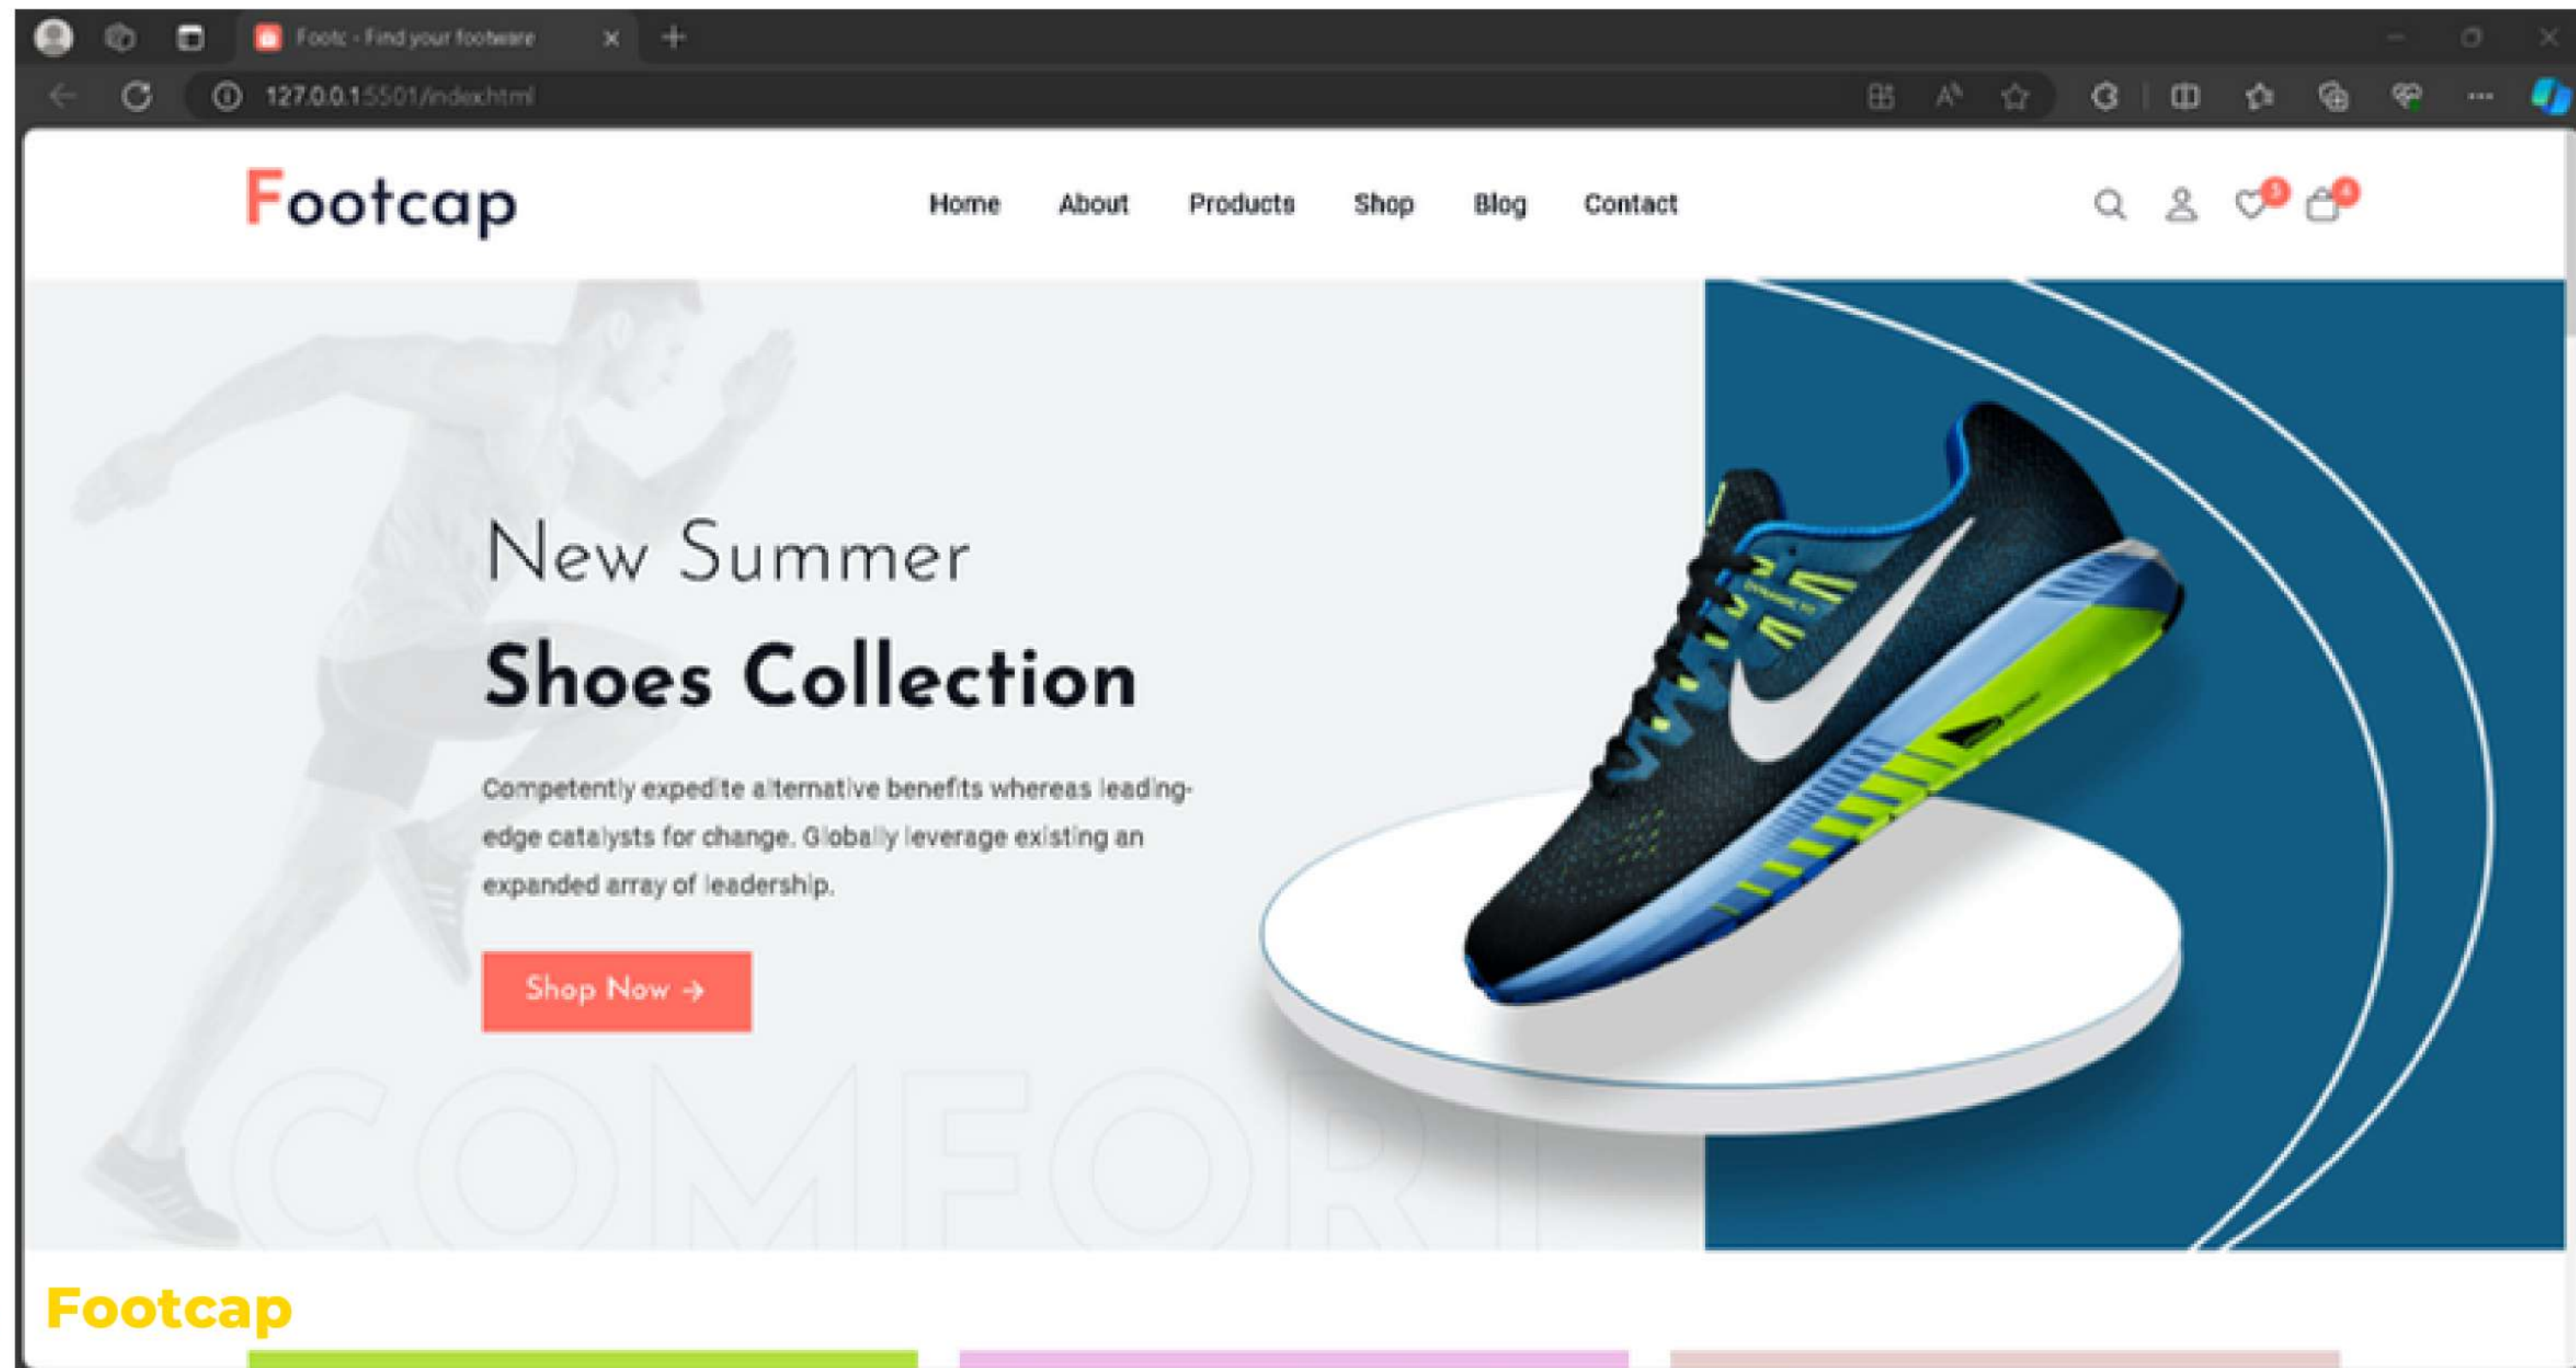 Footc - Find your footware
127.0.0.1:5501/index.html
Footcap
Home About Products Shop Blog Contact
3 4
New Summer
Shoes Collection
Competently expedite alternative benefits whereas leading-
edge catalysts for change. Globally leverage existing an
expanded array of leadership.
Shop Now →
COMFORT
Footcap